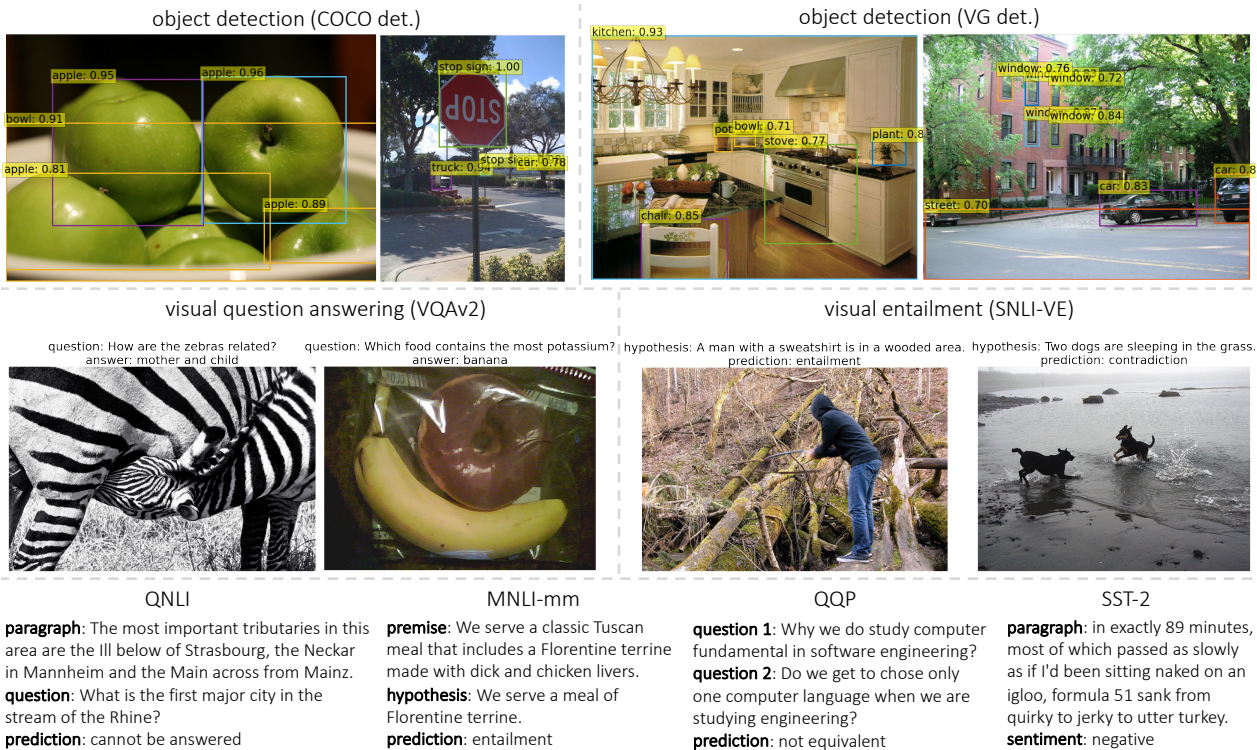 object detection (COCO det.)
object detection (VG det.)
apple: 0.95
apple: 0.96
bowl: 0.91
apple: 0.81
apple: 0.89
stop sign: 1.00
STOP
truck: 0.94
stop sign:
car: 0.78
kitchen: 0.93
pot
bowl: 0.71
stove: 0.77
plant: 0.8
chair: 0.85
window: 0.76
window: 0.72
wind
window: 0.84
car: 0.83
car: 0.8
street: 0.70
visual question answering (VQAv2)
visual entailment (SNLI-VE)
question: How are the zebras related?
answer: mother and child
question: Which food contains the most potassium?
answer: banana
hypothesis: A man with a sweatshirt is in a wooded area.
prediction: entailment
hypothesis: Two dogs are sleeping in the grass.
prediction: contradiction
QNLI
paragraph: The most important tributaries in this
area are the Ill below of Strasbourg, the Neckar
in Mannheim and the Main across from Mainz.
question: What is the first major city in the
stream of the Rhine?
prediction: cannot be answered
MNLI-mm
premise: We serve a classic Tuscan
meal that includes a Florentine terrine
made with dick and chicken livers.
hypothesis: We serve a meal of
Florentine terrine.
prediction: entailment
QQP
question 1: Why we do study computer
fundamental in software engineering?
question 2: Do we get to chose only
one computer language when we are
studying engineering?
prediction: not equivalent
SST-2
paragraph: in exactly 89 minutes,
most of which passed as slowly
as if I'd been sitting naked on an
igloo, formula 51 sank from
quirky to jerky to utter turkey.
sentiment: negative